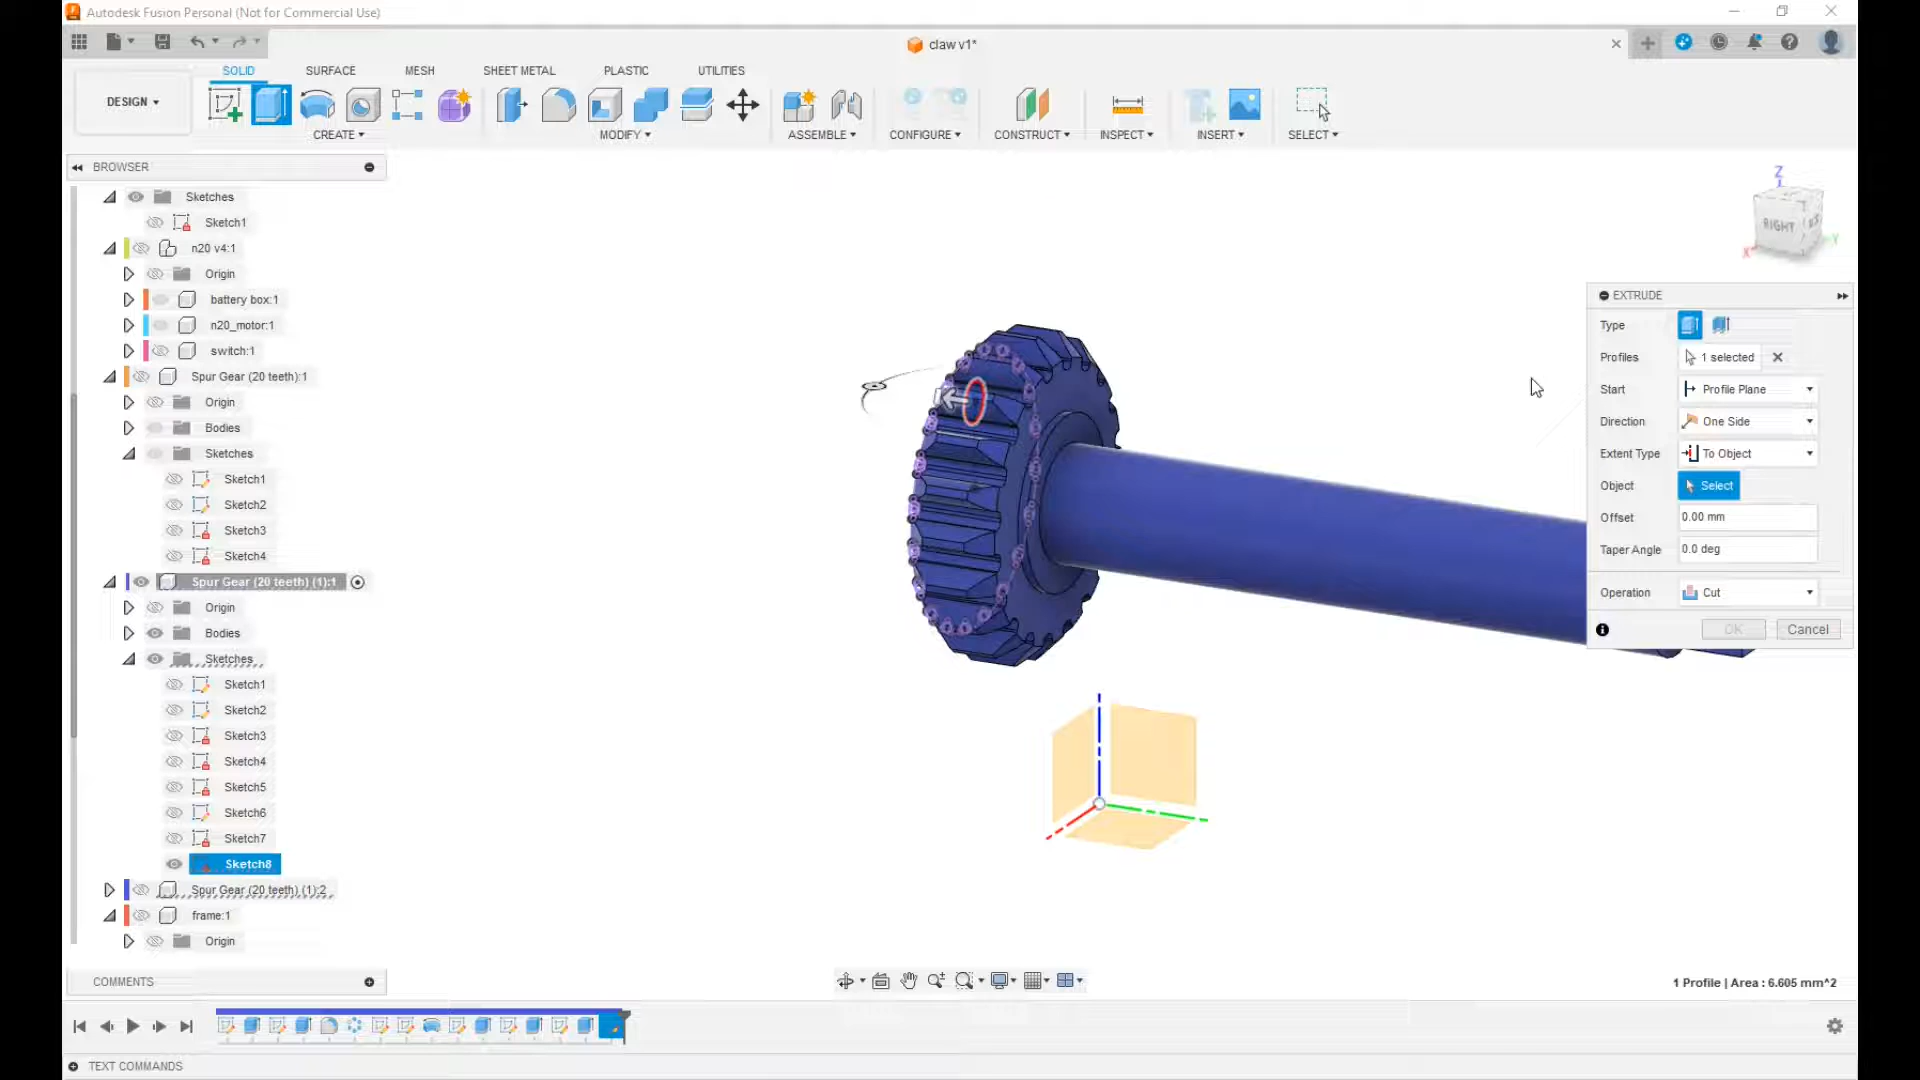 Autodesk Fusion Personal (Not for Commercial Use)
claw v1*
DESIGN
SOLID
SURFACE
MESH
SHEET METAL
PLASTIC
UTILITIES
CREATE
MODIFY
ASSEMBLE
CONFIGURE
CONSTRUCT
INSPECT
INSERT
SELECT
BROWSER
Sketches
Sketch1
n20 v4:1
Origin
battery box:1
n20_motor:1
switch:1
Spur Gear (20 teeth):1
Origin
Bodies
Sketches
Sketch1
Sketch2
Sketch3
Sketch4
Spur Gear (20 teeth) (1):1
Origin
Bodies
Sketches
Sketch1
Sketch2
Sketch3
Sketch4
Sketch5
Sketch6
Sketch7
Sketch8
Spur Gear (20 teeth) (1):2
frame:1
Origin
Z
RIGHT
X
Y
EXTRUDE
Type
Profiles 1 selected
Start Profile Plane
Direction One Side
Extent Type To Object
Object Select
Offset 0.00 mm
Taper Angle 0.0 deg
Operation Cut
OK Cancel
COMMENTS
1 Profile | Area : 6.605 mm^2
TEXT COMMANDS